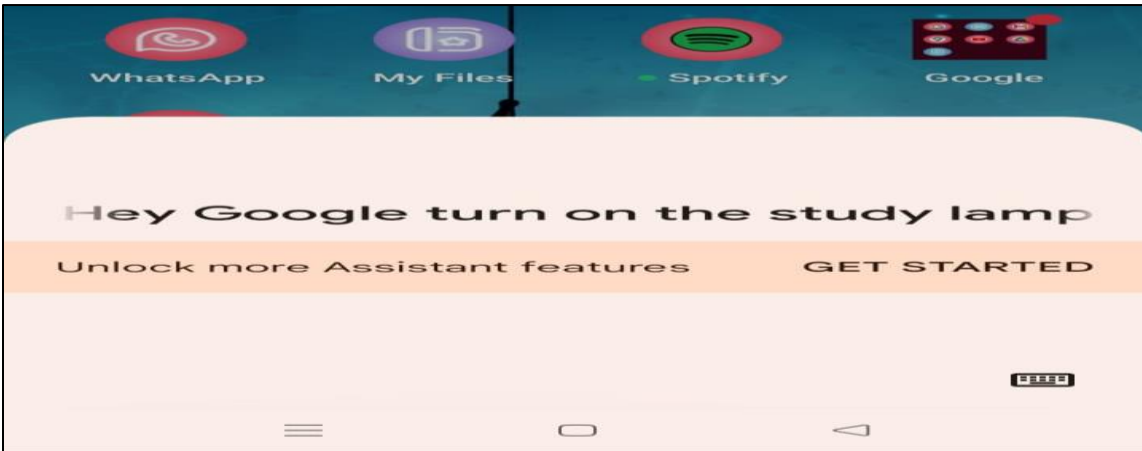 WhatsApp My Files Spotify Google
Hey Google turn on the study lamp
Unlock more Assistant features GET STARTED